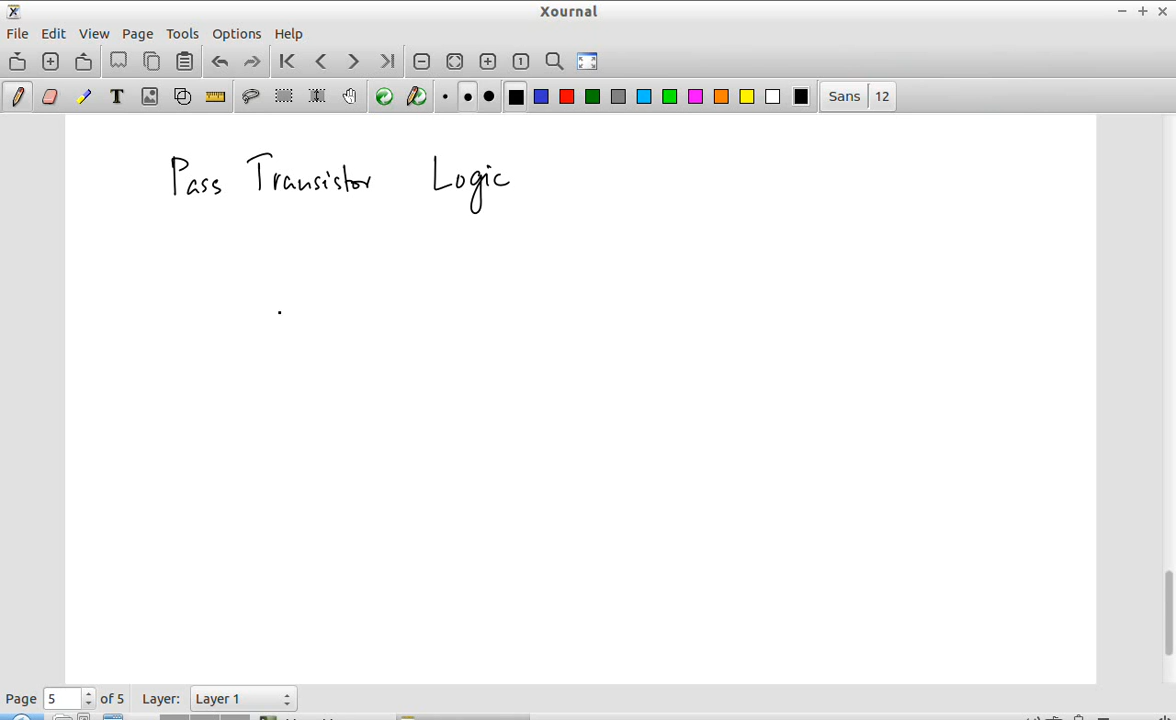 Xournal
File Edit View Page Tools Options Help
Sans 12
Pass Transistor Logic
Page 5 of 5 Layer: Layer 1